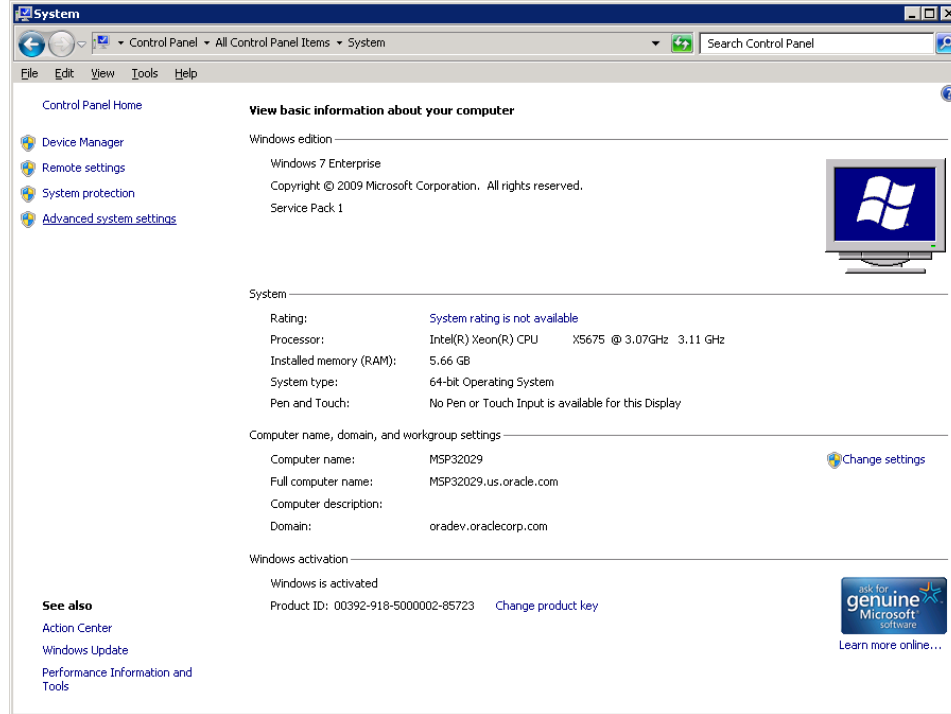 System
Control Panel All Control Panel Items System
Search Control Panel
File Edit View Tools Help
Control Panel Home
Device Manager
Remote settings
System protection
Advanced system settings
View basic information about your computer
Windows edition
Windows 7 Enterprise
Copyright © 2009 Microsoft Corporation. All rights reserved.
Service Pack 1
System
Rating: System rating is not available
Processor: Intel(R) Xeon(R) CPU X5675 @ 3.07GHz 3.11 GHz
Installed memory (RAM): 5.66 GB
System type: 64-bit Operating System
Pen and Touch: No Pen or Touch Input is available for this Display
Computer name, domain, and workgroup settings
Computer name: MSP32029
Change settings
Full computer name: MSP32029.us.oracle.com
Computer description:
Domain: oradev.oraclecorp.com
Windows activation
Windows is activated
Product ID: 00392-918-5000002-85723 Change product key
ask for
genuine
Microsoft
software
Learn more online...
See also
Action Center
Windows Update
Performance Information and
Tools